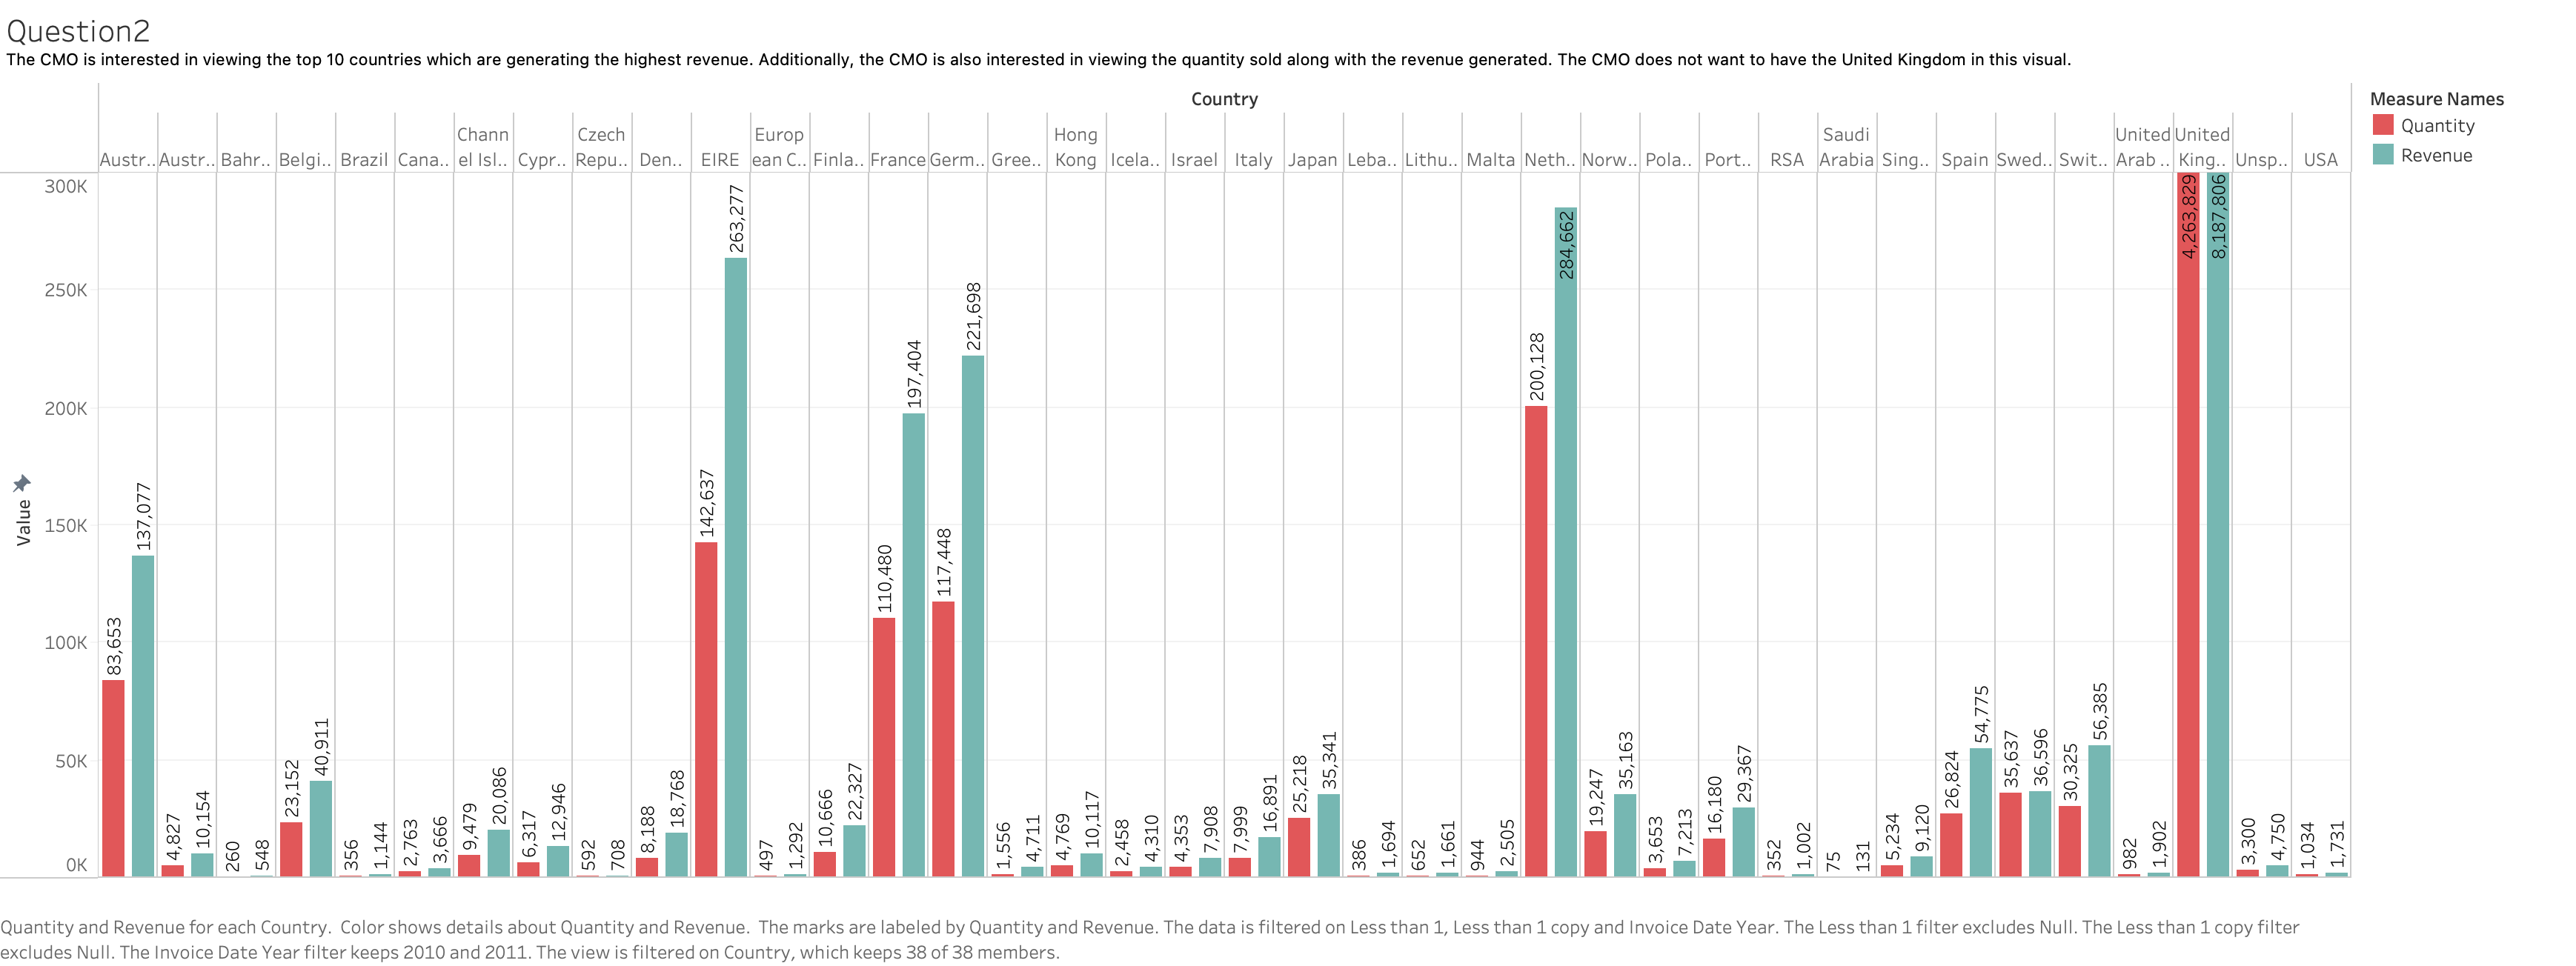 Question2
The CMO is interested in viewing the top 10 countries which are generating the highest revenue. Additionally, the CMO is also interested in viewing the quantity sold along with the revenue generated. The CMO does not want to have the United Kingdom in this visual.
Country
Measure Names
Quantity
Revenue
Austr..
Austr..
Bahr..
Belgi..
Brazil
Cana..
Chann
el Isl..
Cypr..
Czech
Repu..
Den..
EIRE
Europ
ean C..
Finla..
France
Germ..
Gree..
Hong
Kong
Icela..
Israel
Italy
Japan
Leba..
Lithu..
Malta
Neth..
Norw..
Pola..
Port..
RSA
Saudi
Arabia
Sing..
Spain
Swed..
Swit..
United
Arab ..
United
King..
Unsp..
USA
Value
300K
250K
200K
150K
100K
50K
0K
83,653
137,077
4,827
10,154
260
548
23,152
40,911
356
1,144
2,763
3,666
9,479
20,086
6,317
12,946
592
708
8,188
18,768
142,637
263,277
497
1,292
10,666
22,327
110,480
197,404
117,448
221,698
1,556
4,711
4,769
10,117
2,458
4,310
4,353
7,908
7,999
16,891
25,218
35,341
386
1,694
652
1,661
944
2,505
200,128
284,662
19,247
35,163
3,653
7,213
16,180
29,367
352
1,002
75
131
5,234
9,120
26,824
54,775
35,637
36,596
30,325
56,385
982
1,902
4,263,829
8,187,806
3,300
4,750
1,034
1,731
Quantity and Revenue for each Country.  Color shows details about Quantity and Revenue.  The marks are labeled by Quantity and Revenue. The data is filtered on Less than 1, Less than 1 copy and Invoice Date Year. The Less than 1 filter excludes Null. The Less than 1 copy filter
excludes Null. The Invoice Date Year filter keeps 2010 and 2011. The view is filtered on Country, which keeps 38 of 38 members.